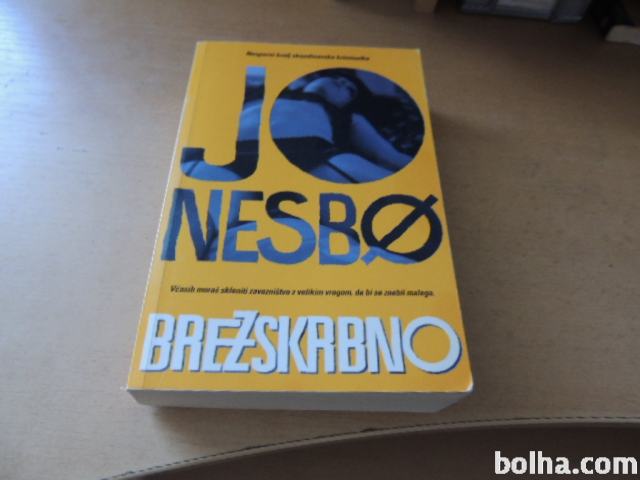 Neoporni kralj skandinavske kriminalke
JO
NESBØ
Včasih moraš skleniti zavezništvo z velikim vragom, da bi se znebil malega.
BREZSKRBNO
bolha.com